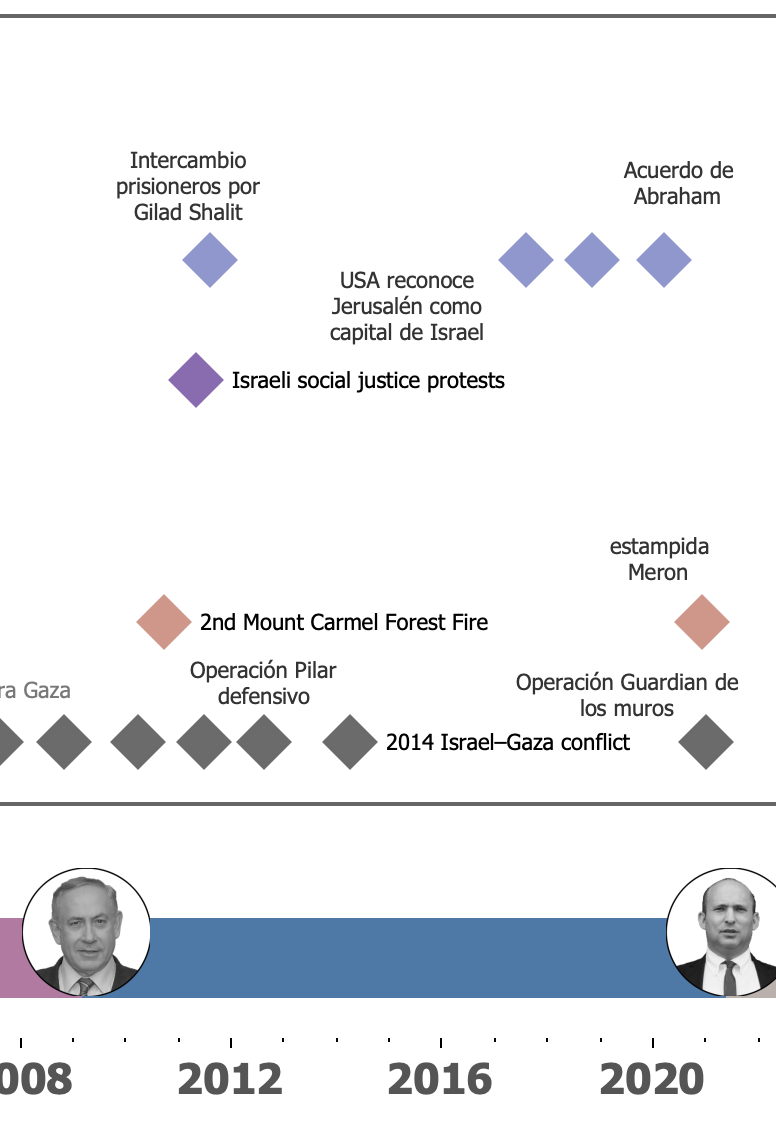 Intercambio
prisioneros por
Gilad Shalit
Acuerdo de
Abraham
USA reconoce
Jerusalén como
capital de Israel
Israeli social justice protests
estampida
Meron
2nd Mount Carmel Forest Fire
Operación Pilar
defensivo
ra Gaza
Operación Guardian de
los muros
2014 Israel–Gaza conflict
008
2012
2016
2020